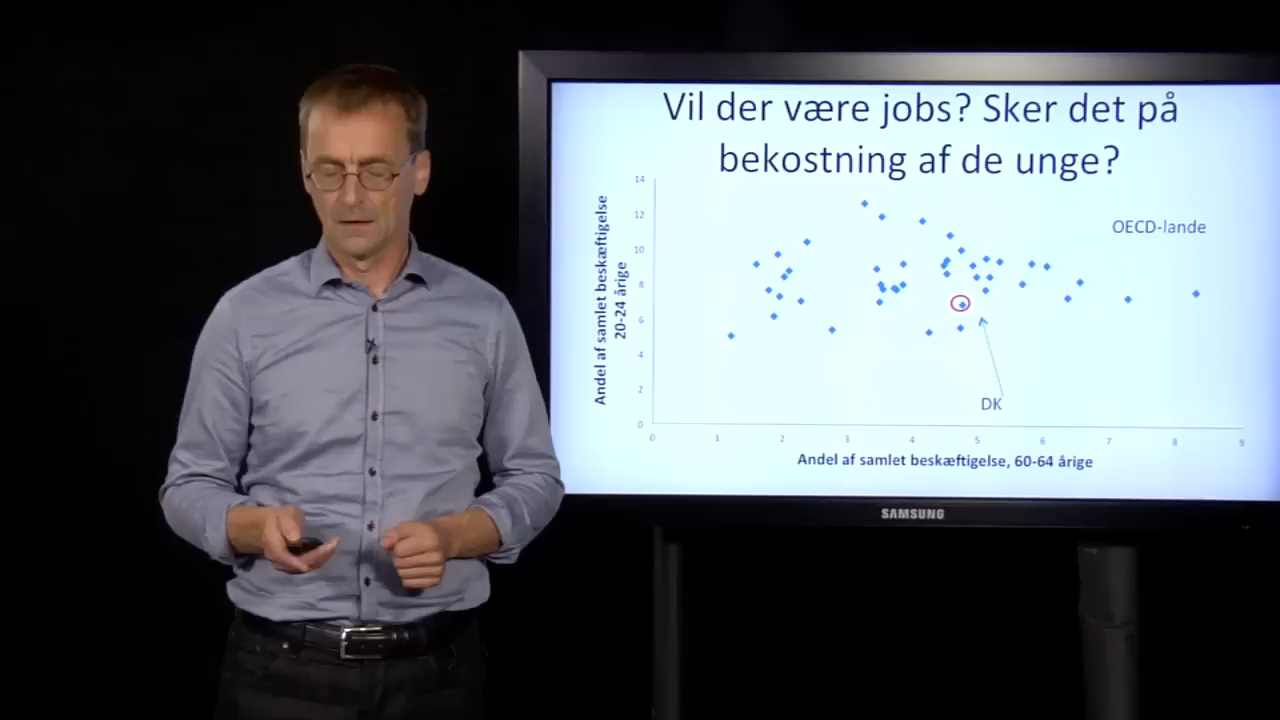 Vil der være jobs? Sker det på
bekostning af de unge?
OECD-lande
Andel af samlet beskæftigelse
20-24 årige
14
12
10
8
6
4
2
0
DK
0 1 2 3 4 5 6 7 8 9
Andel af samlet beskæftigelse, 60-64 årige
SAMSUNG